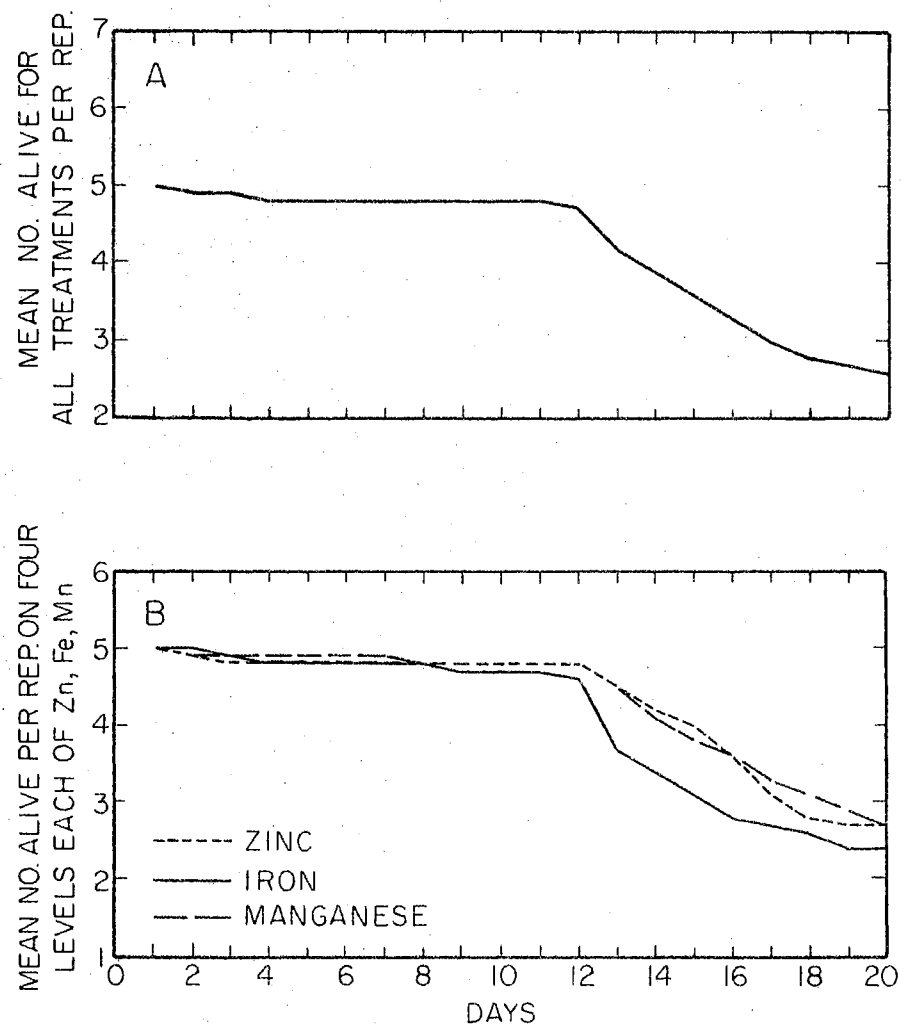 MEAN NO. ALIVE FOR
ALL TREATMENTS PER REP.
A
7
6
5
4
3
2
MEAN NO. ALIVE PER REP. ON FOUR
LEVELS EACH OF Zn, Fe, Mn
B
6
5
4
3
2
1
ZINC
IRON
MANGANESE
0 2 4 6 8 10 12 14 16 18 20
DAYS